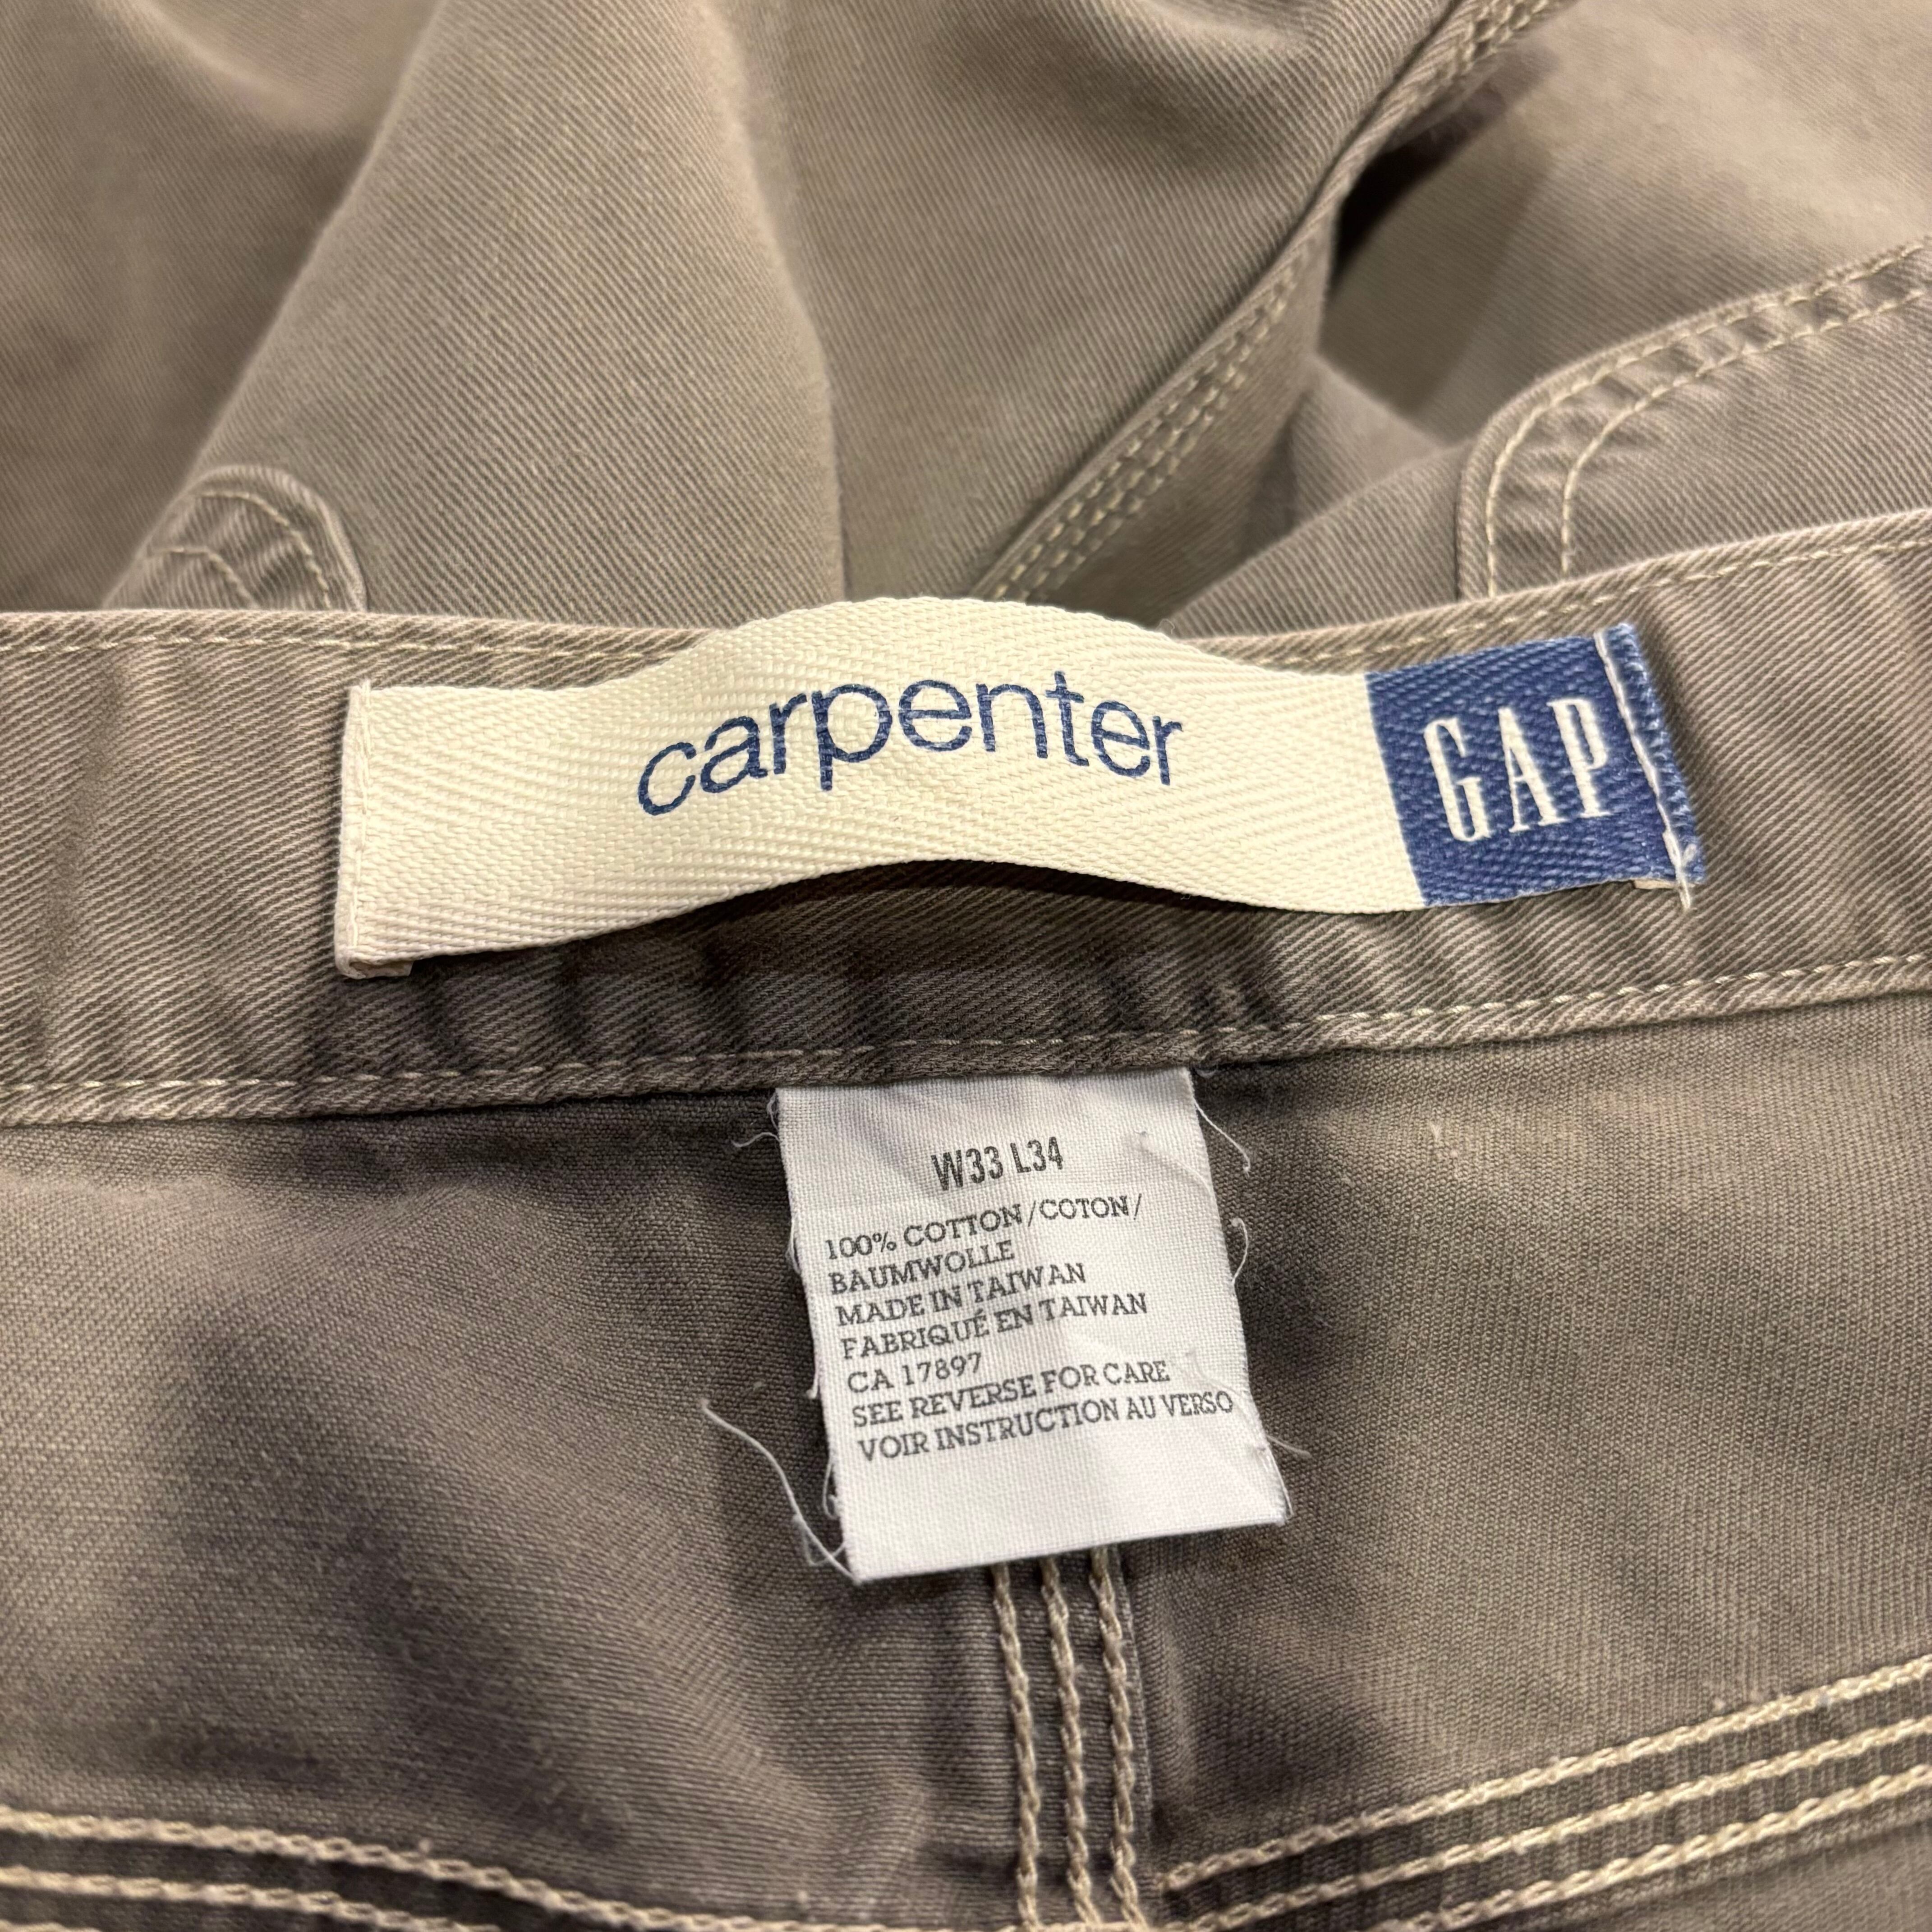 carpenter
GAP
W33 L34
100% COTTON/COTON/
BAUMWOLLE
MADE IN TAIWAN
FABRIQUÉ EN TAIWAN
CA 17897
SEE REVERSE FOR CARE
VOIR INSTRUCTION AU VERSO